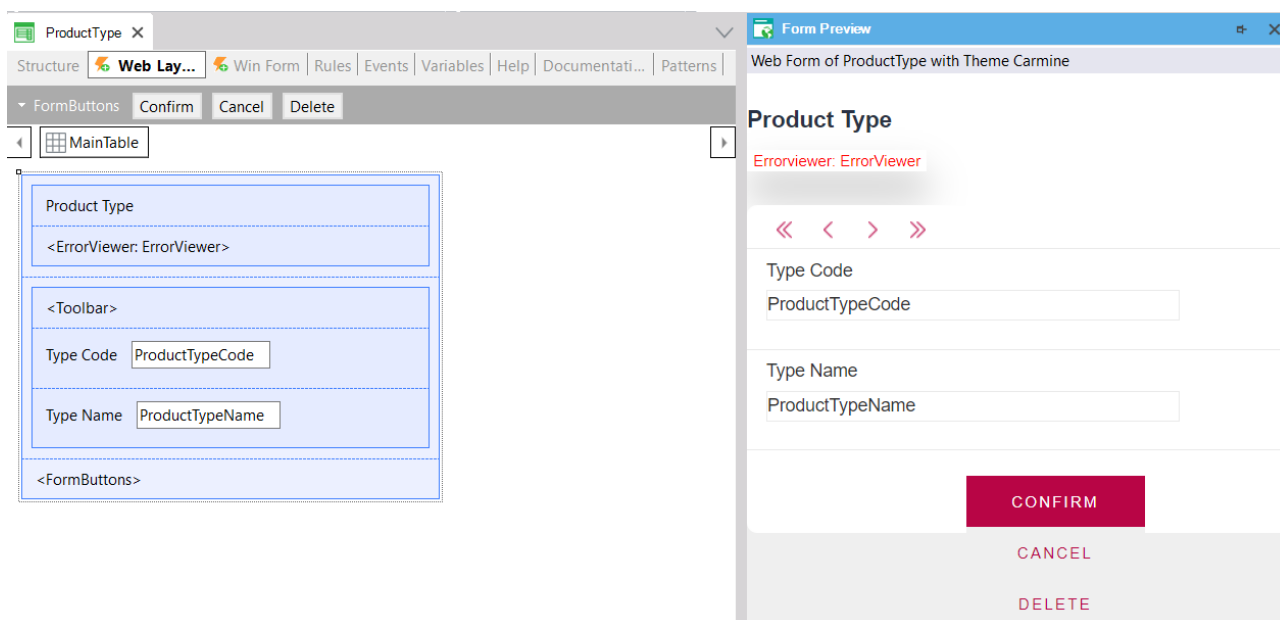 ProductType
Structure Web Lay... Win Form Rules Events Variables Help Documentati... Patterns
FormButtons Confirm Cancel Delete
MainTable
Product Type
<ErrorViewer: ErrorViewer>
<Toolbar>
Type Code ProductTypeCode
Type Name ProductTypeName
<FormButtons>
Form Preview
Web Form of ProductType with Theme Carmine
Product Type
Errorviewer: ErrorViewer
Type Code
ProductTypeCode
Type Name
ProductTypeName
CONFIRM
CANCEL
DELETE